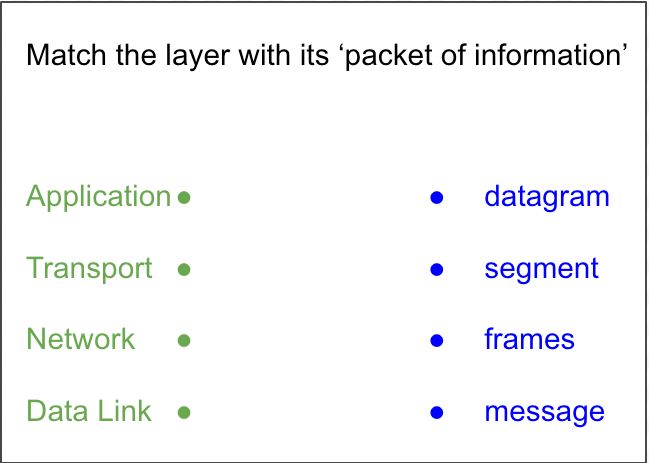 Match the layer with its ‘packet of information’
Application ● ● datagram
Transport ● ● segment
Network ● ● frames
Data Link ● ● message